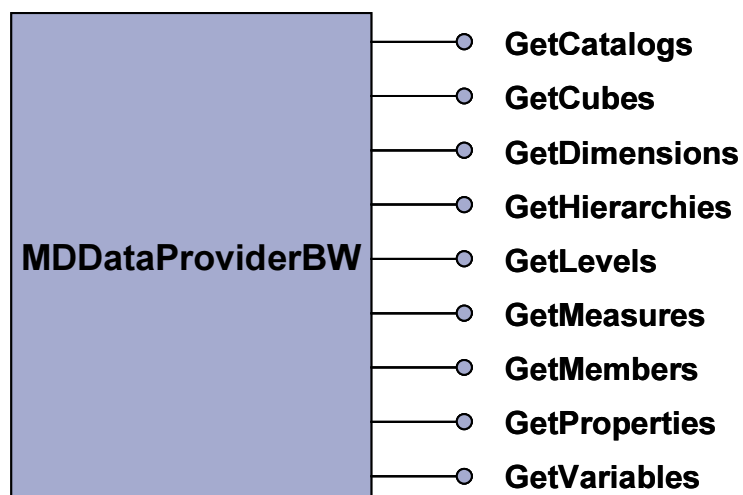 GetCatalogs
GetCubes
GetDimensions
GetHierarchies
MDDataProviderBW
GetLevels
GetMeasures
GetMembers
GetProperties
GetVariables